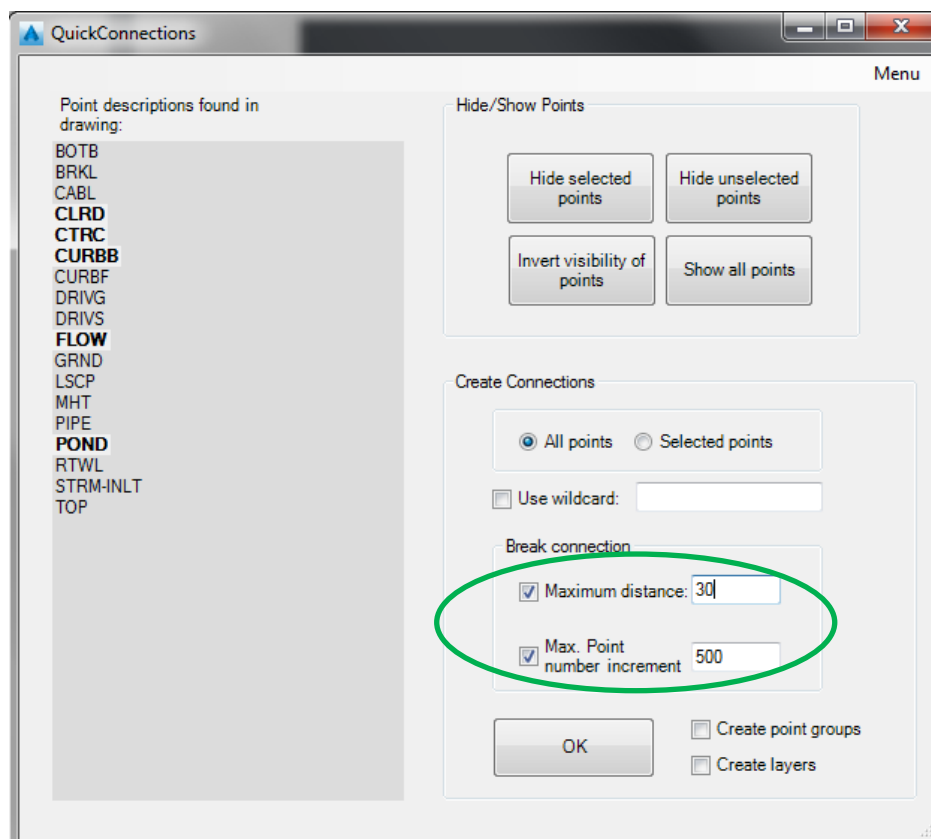 QuickConnections
Menu
Point descriptions found in
drawing:
BOTB
BRKL
CABL
CLRD
CTRC
CURBB
CURBF
DRIVG
DRIVS
FLOW
GRND
LSCP
MHT
PIPE
POND
RTWL
STRM-INLT
TOP
Hide/Show Points
Hide selected
points
Hide unselected
points
Invert visibility of
points
Show all points
Create Connections
All points
Selected points
Use wildcard:
Break connection
Maximum distance: 30
Max. Point
number increment 500
OK
Create point groups
Create layers